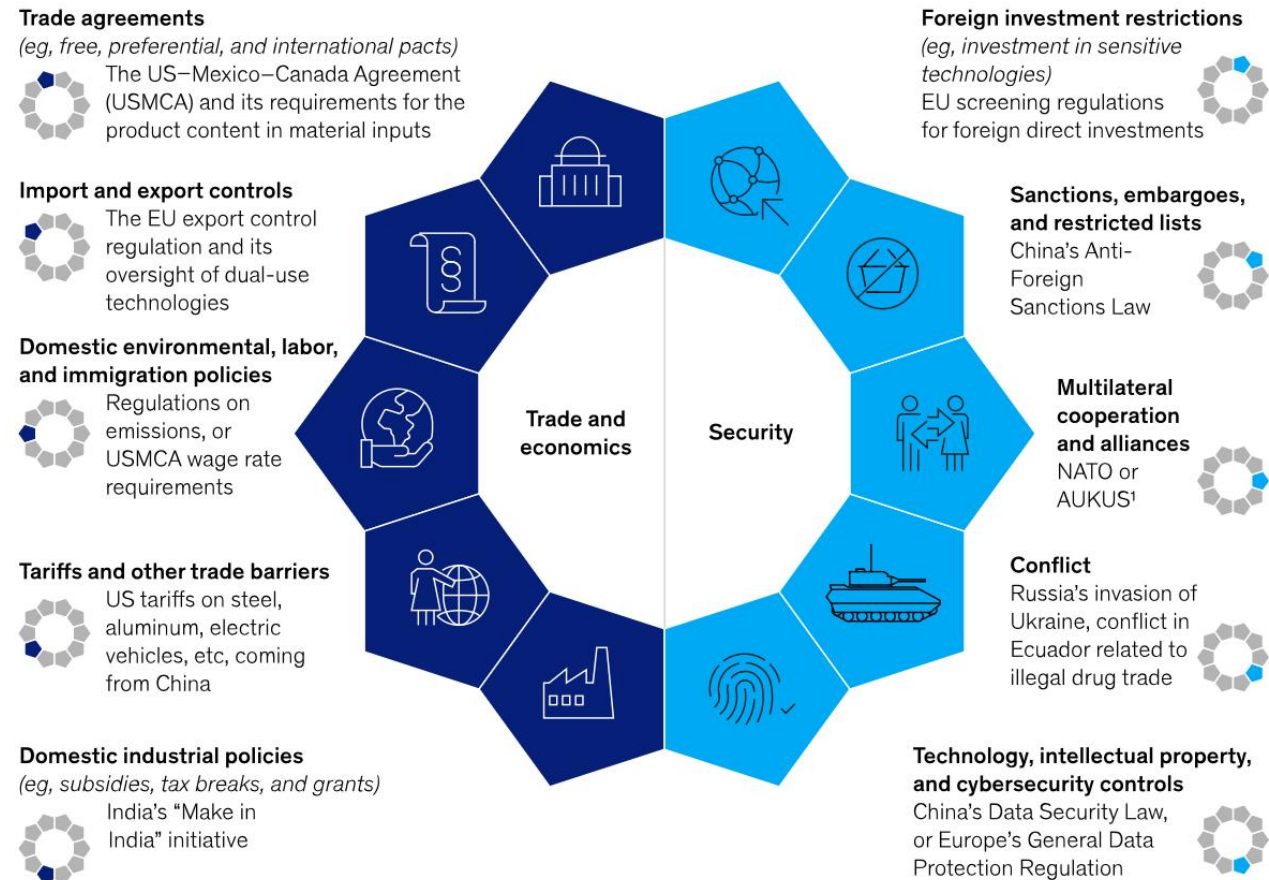 Trade agreements
(eg, free, preferential, and international pacts)
The US–Mexico–Canada Agreement
(USMCA) and its requirements for the
product content in material inputs
Import and export controls
The EU export control
regulation and its
oversight of dual-use
technologies
Domestic environmental, labor,
and immigration policies
Regulations on
emissions, or
USMCA wage rate
requirements
Tariffs and other trade barriers
US tariffs on steel,
aluminum, electric
vehicles, etc, coming
from China
Domestic industrial policies
(eg, subsidies, tax breaks, and grants)
India’s “Make in
India” initiative
Trade and
economics
Security
Foreign investment restrictions
(eg, investment in sensitive
technologies)
EU screening regulations
for foreign direct investments
Sanctions, embargoes,
and restricted lists
China’s Anti-
Foreign
Sanctions Law
Multilateral
cooperation
and alliances
NATO or
AUKUS¹
Conflict
Russia’s invasion of
Ukraine, conflict in
Ecuador related to
illegal drug trade
Technology, intellectual property,
and cybersecurity controls
China’s Data Security Law,
or Europe’s General Data
Protection Regulation